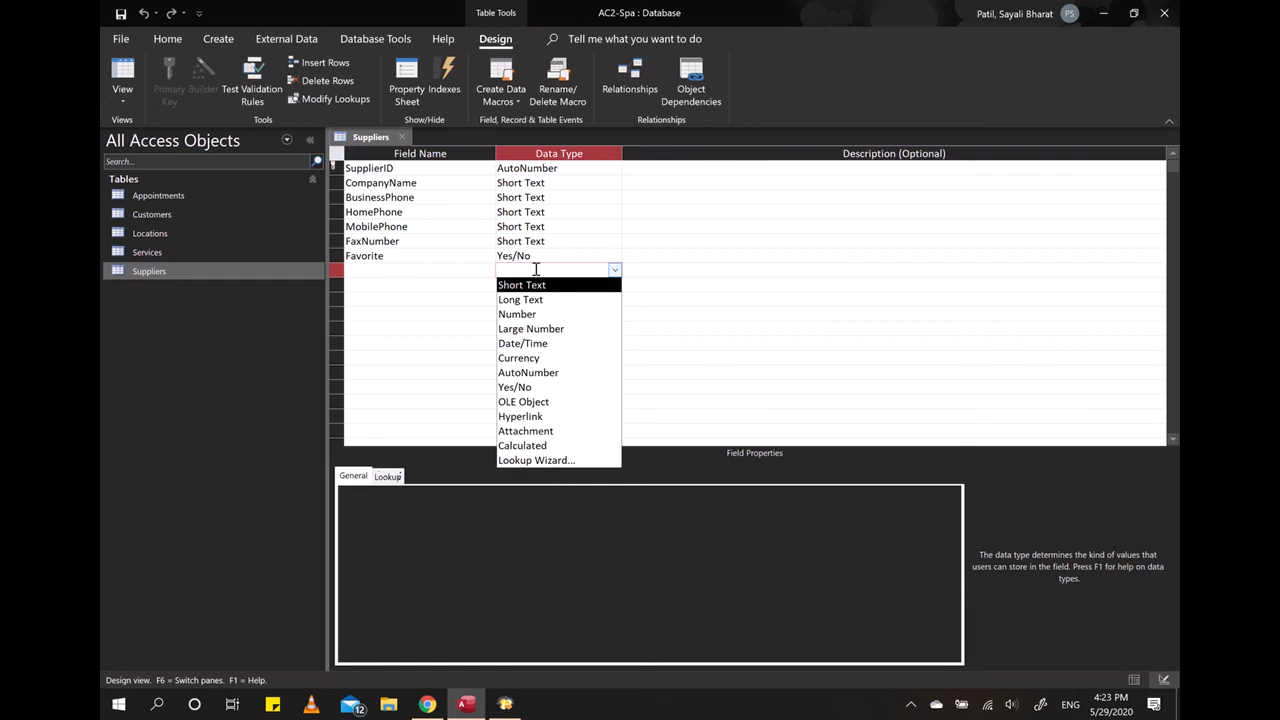 Table Tools
AC2-Spa : Database
Patil, Sayali Bharat
PS
File
Home
Create
External Data
Database Tools
Help
Design
Tell me what you want to do
View
Views
Primary Key
Builder
Test Validation Rules
Insert Rows
Delete Rows
Modify Lookups
Tools
Property Sheet
Indexes
Show/Hide
Create Data Macros
Rename/ Delete Macro
Field, Record & Table Events
Relationships
Object Dependencies
Relationships
All Access Objects
Search...
Tables
Appointments
Customers
Locations
Services
Suppliers
Suppliers
Field Name Data Type Description (Optional)
SupplierID AutoNumber
CompanyName Short Text
BusinessPhone Short Text
HomePhone Short Text
MobilePhone Short Text
FaxNumber Short Text
Favorite Yes/No
Short Text
Long Text
Number
Large Number
Date/Time
Currency
AutoNumber
Yes/No
OLE Object
Hyperlink
Attachment
Calculated
Lookup Wizard...
Field Properties
General Lookup
The data type determines the kind of values that
users can store in the field. Press F1 for help on data
types.
Design view. F6 = Switch panes. F1 = Help.
12
ENG
4:23 PM
5/29/2020